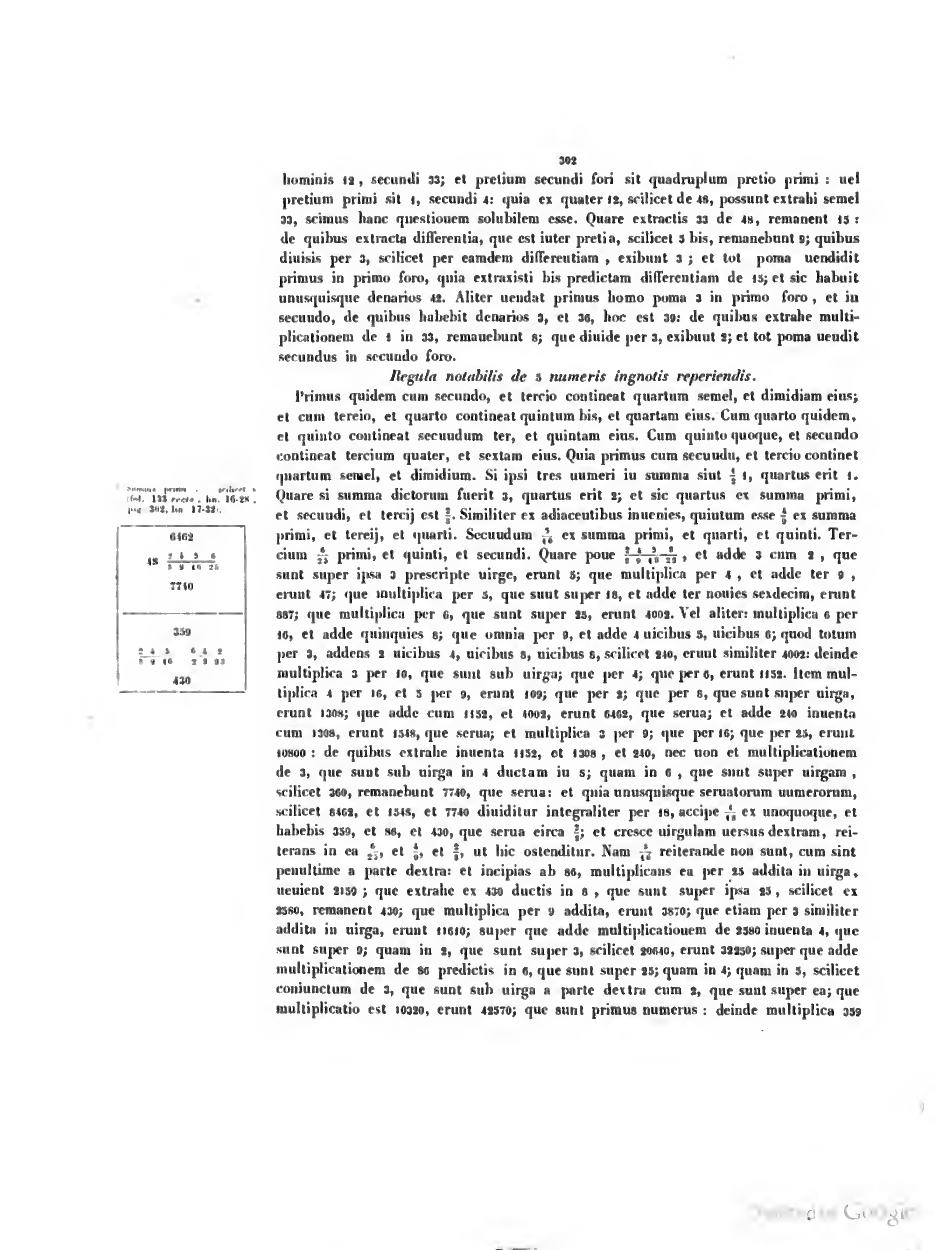 302
hominis 12, secundi 33; et pretium secundi fori sit quadruplum pretio primi : uel
pretium primi sit 1, secundi 4: quia ex quater 12, scilicet de 48, possunt extrahi semel
33, scimus hanc questionem solubilem esse. Quare extractis 33 de 48, remanent 15 :
de quibus extracta differentia, que est inter pretia, scilicet 3 bis, remanebunt 9; quibus
diuisis per 3, scilicet per eamdem differentiam, exibunt 3; et tot poma uendidit
primus in primo foro, quia extraxisti bis predictam differentiam de 15; et sic habuit
unusquisque denarios 42. Aliter uendat primus homo poma 3 in primo foro, et in
secundo, de quibus habebit denarios 3, et 36, hoc est 39: de quibus extrahe multi-
plicationem de 1 in 33, remanebunt 6; que diuide per 3, exibunt 2; et tot poma uendit
secundus in secundo foro.
Regula notabilis de 5 numeris ingnotis reperiendis.
Primus quidem cum secundo, et tercio contineat quartum semel, et dimidiam eius;
et cum tercio, et quarto contineat quintum bis, et quartam eius. Cum quarto quidem,
et quinto contineat secundum ter, et quintam eius. Cum quinto quoque, et secundo
contineat tercium quater, et sextam eius. Quia primus cum secundu, et tercio continet
quartum semel, et dimidium. Si ipsi tres numeri in summa sint 1/2 1, quartus erit 1.
Quare si summa dictorum fuerit 3, quartus erit 2; et sic quartus ex summa primi,
et secundi, et tercij est 2/3. Similiter ex adiacentibus inuenies, quintum esse 4/9 ex summa
primi, et tercij, et quarti. Secundum 5/16 ex summa primi, et quarti, et quinti. Ter-
cium 6/25 primi, et quinti, et secundi. Quare pone , et adde 3 cum 2, que
sunt super ipsa 3 prescripte uirge, erunt 5; que multiplica per 4, et adde ter 9,
erunt 47; que multiplica per 5, que sunt super 16, et adde ter nouies sexdecim, erunt
667; que multiplica per 6, que sunt super 25, erunt 4002. Vel aliter: multiplica 6 per
16, et adde quinquies 6; que omnia per 9, et adde 4 uicibus 5, uicibus 6; quod totum
per 3, addens 2 uicibus 4, uicibus 5, uicibus 6, scilicet 240, erunt similiter 4002: deinde
multiplica 3 per 16, que sunt sub uirga; que per 4; que per 6, erunt 1152. Item mul-
tiplica 4 per 16, et 5 per 9, erunt 109; que per 2; que per 6, que sunt super uirga,
erunt 1308; que adde cum 1152, et 4002, erunt 6462, que serua; et adde 240 inuenta
cum 1308, erunt 1548, que serua; et multiplica 3 per 9; que per 16; que per 25, erunt
10800 : de quibus extrahe inuenta 1152, et 1308, et 240, nec non et multiplicationem
de 3, que sunt sub uirga in 4 ductam in 5; quam in 6, que sunt super uirgam,
scilicet 360, remanebunt 7740, que serua: et quia unusquisque seruatorum numerorum,
scilicet 6462, et 1548, et 7740 diuiditur integraliter per 18, accipe 1/18 ex unoquoque, et
habebis 359, et 86, et 430, que serua circa 2/3; et cresce uirgulam uersus dextram, rei-
terans in ea 6/25, et 4/9, et 2/3, ut hic ostenditur. Nam 5/16 reiterande non sunt, cum sint
penultime a parte dextra: et incipias ab 86, multiplicans ea per 25 addita in uirga,
ueuient 2150; que extrahe ex 430 ductis in 6, que sunt super ipsa 25, scilicet ex
2580, remanent 430; que multiplica per 9 addita, erunt 3870; que etiam per 3 similiter
addita in uirga, erunt 11610; super que adde multiplicationem de 2580 inuenta 4, que
sunt super 9; quam in 2, que sunt super 3, scilicet 20640, erunt 32250; super que adde
multiplicationem de 86 predictis in 6, que sunt super 25; quam in 4; quam in 5, scilicet
coniunctum de 3, que sunt sub uirga a parte dextra cum 2, que sunt super ea; que
multiplicatio est 10320, erunt 42570; que sunt primus numerus : deinde multiplica 359
(fol. 133 recto, lin. 16-28,
pag. 302, lin. 17-32).
6462
18 2 4 5 6
3 9 16 25
7740
359
2 4 5 6 4 2
3 9 16
430
Google